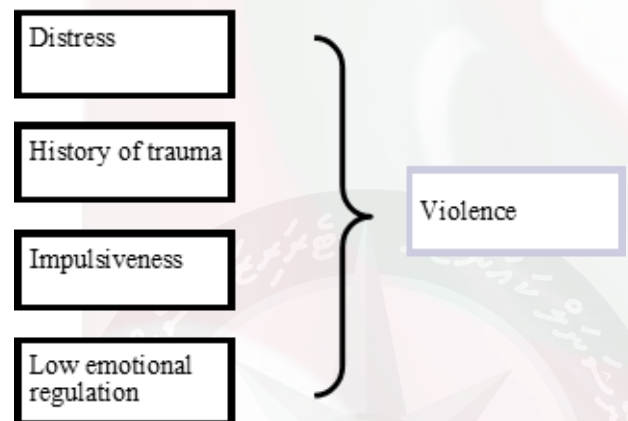 Distress
History of trauma
Impulsiveness
Violence
Low emotional
regulation